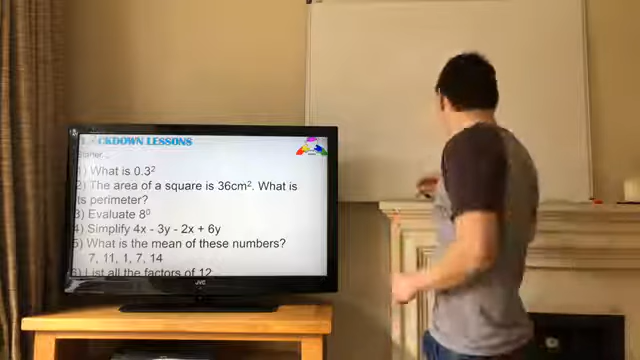 CKDOWN LESSONS
1) What is 0.3²
2) The area of a square is 36cm². What is
its perimeter?
3) Evaluate 8⁰
4) Simplify 4x - 3y - 2x + 6y
5) What is the mean of these numbers?
7, 11, 1, 7, 14
6) List all the factors of 12
JVC